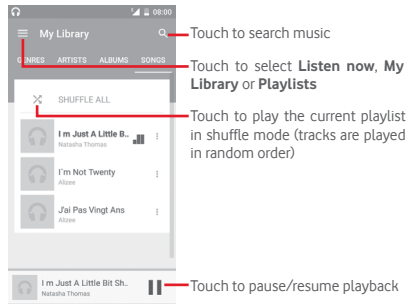 08:00
My Library
GENRES ARTISTS ALBUMS SONGS
SHUFFLE ALL
I m Just A Little B..
Natasha Thomas
I'm Not Twenty
Alizee
J'ai Pas Vingt Ans
Alizee
I m Just A Little Bit Sh..
Natasha Thomas
Touch to search music
Touch to select Listen now, My
Library or Playlists
Touch to play the current playlist
in shuffle mode (tracks are played
in random order)
Touch to pause/resume playback